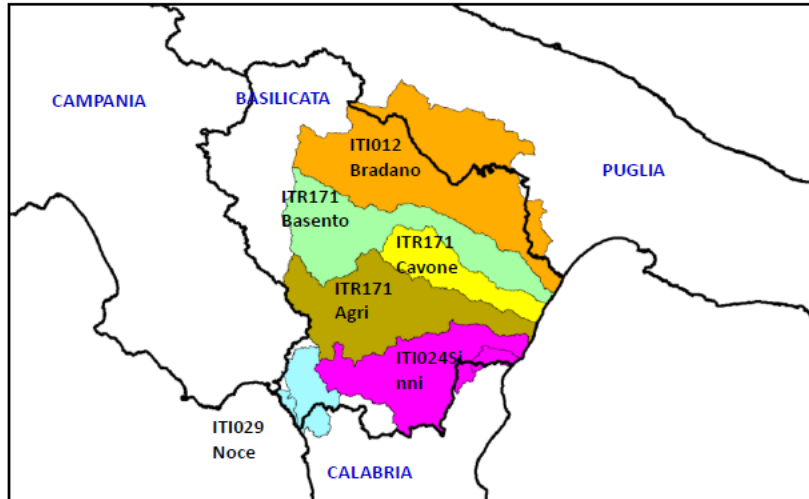 CAMPANIA
BASILICATA
ITI012
Bradano
PUGLIA
ITR171
Basento
ITR171
Cavone
ITR171
Agri
ITI024Si
nni
ITI029
Noce
CALABRIA